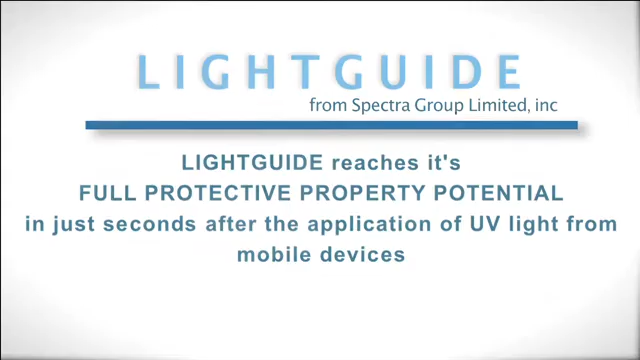 LIGHTGUIDE
from Spectra Group Limited, inc
LIGHTGUIDE reaches it's
FULL PROTECTIVE PROPERTY POTENTIAL
in just seconds after the application of UV light from
mobile devices